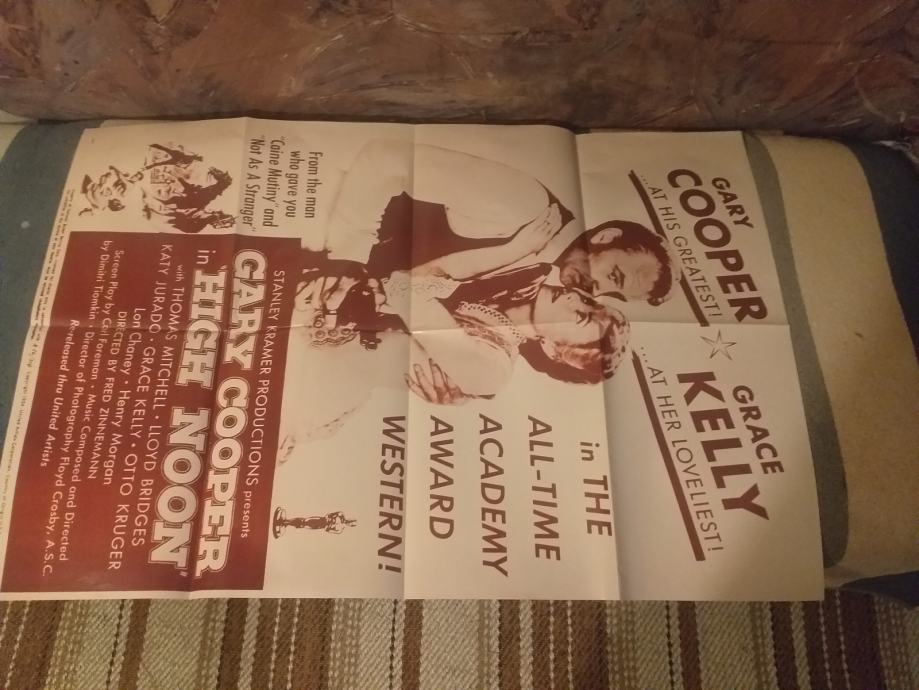 GARY
COOPER
...AT HIS GREATEST!
GRACE
KELLY
...AT HER LOVELIEST!
in THE
ALL-TIME
ACADEMY
AWARD
WESTERN!
From the man
who gave you
"Caine Mutiny" and
"Not As A Stranger"
STANLEY KRAMER PRODUCTIONS presents
GARY COOPER
in "HIGH NOON"
with THOMAS MITCHELL • LLOYD BRIDGES
KATY JURADO • GRACE KELLY • OTTO KRUGER
Lon Chaney • Henry Morgan
DIRECTED BY FRED ZINNEMANN
Screen Play by Carl Foreman • Music Composed and Directed
by Dimitri Tiomkin • Director of Photography Floyd Crosby, A.S.C.
Re-released thru United Artists